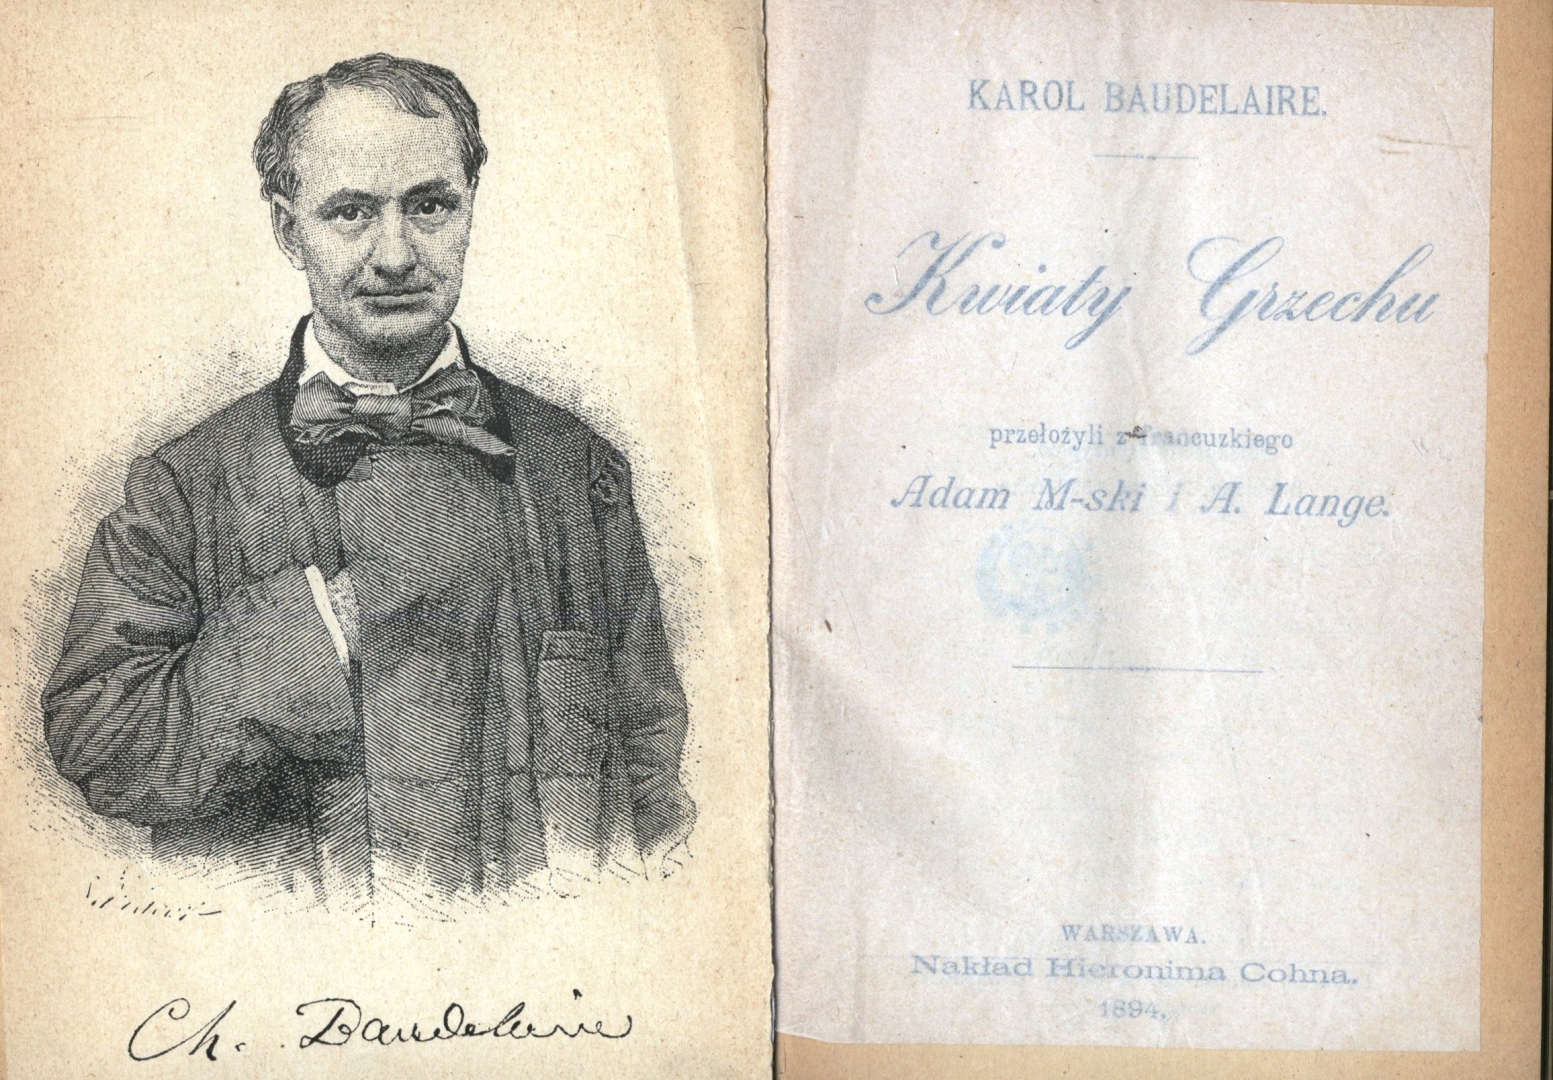 Ch. Baudelaire
KAROL BAUDELAIRE.
Kwiaty Grzechu
przełożyli z francuzkiego
Adam M-ski i A. Lange.
WARSZAWA.
Nakład Hieronima Cohna.
1894.